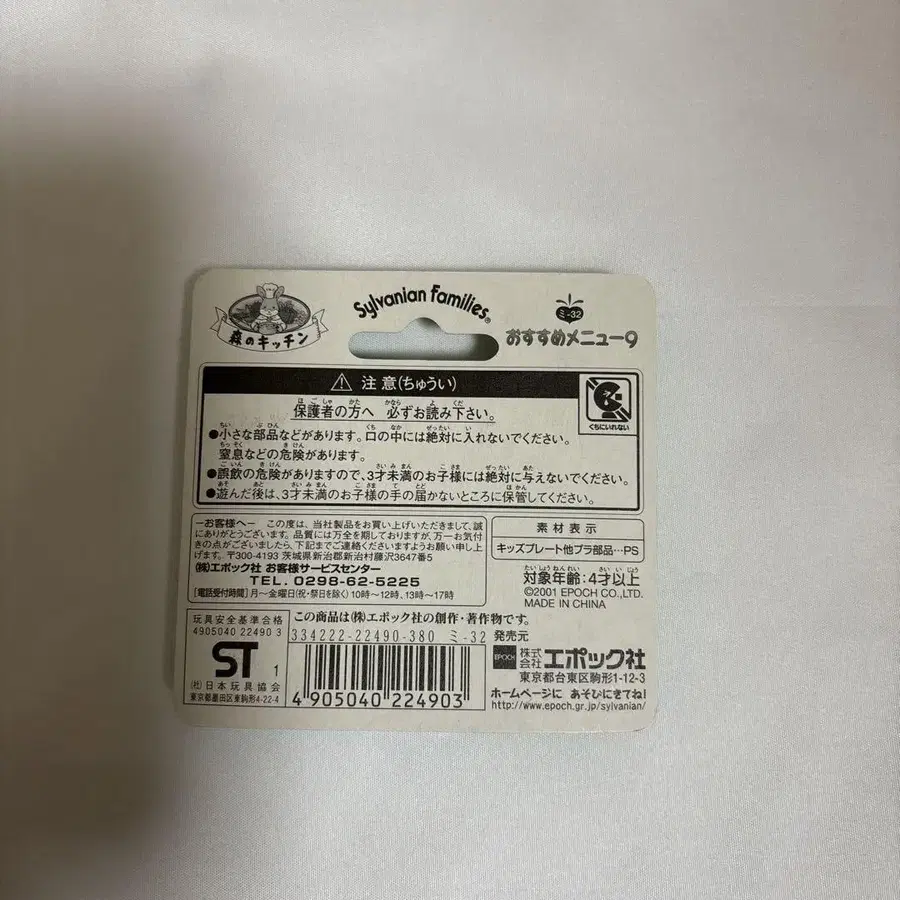 森のキッチン
Sylvanian Families®
ミ-32
おすすめメニュー9
注意(ちゅうい)
保護者の方へ 必ずお読み下さい。
●小さな部品などがあります。口の中には絶対に入れないでください。
窒息などの危険があります。
●誤飲の危険がありますので、3才未満のお子様には絶対に与えないでください。
●遊んだ後は、3才未満のお子様の手の届かないところに保管してください。
くちにいれない
−お客様へ− この度は、当社製品をお買い上げいただきまして、誠
にありがとうございます。品質には万全を期しておりますが、万一お気付
きの点がございましたら、下記までご連絡くださいますようお願い申し上
げます。〒300-4193 茨城県新治郡新治村藤沢3647番5
(株)エポック社 お客様サービスセンター
TEL. 0298-62-5225
[電話受付時間] 月〜金曜日(祝・祭日を除く) 10時〜12時、13時〜17時
素材表示
キッズプレート他プラ部品…PS
対象年齢:4才以上
©2001 EPOCH CO., LTD.
MADE IN CHINA
玩具安全基準合格
4905040 22490 3
ST 1
(社)日本玩具協会
東京都墨田区東駒形4-22-4
この商品は(株)エポック社の創作・著作物です。
334222-22490-380 ミ-32
4 905040 224903
発売元
EPOCH 株式会社 エポック社
東京都台東区駒形1-12-3
ホームページに あそびにきてね!
http://www.epoch.gr.jp/sylvanian/